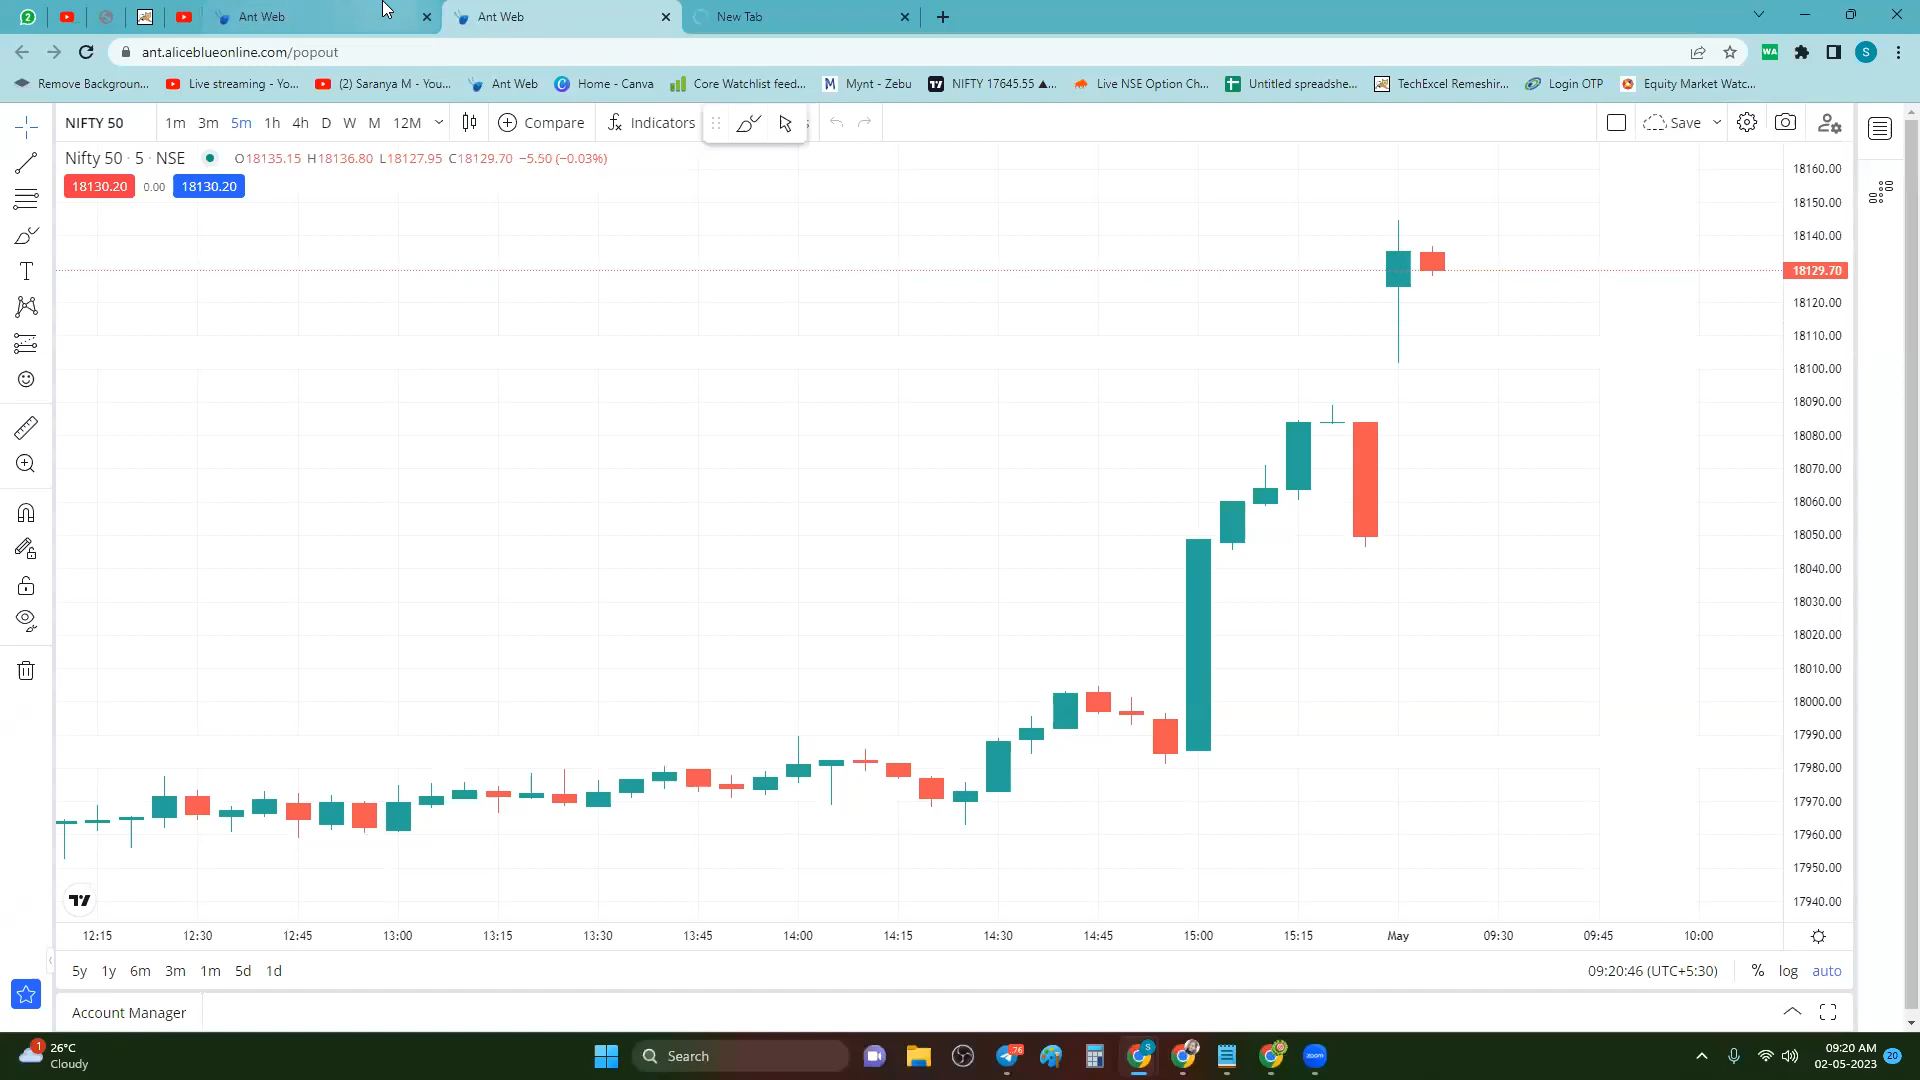 2
Ant Web
Ant Web
New Tab
ant.aliceblueonline.com/popout
WA
S
Remove Backgroun...
Live streaming - Yo...
(2) Saranya M - You...
Ant Web
Home - Canva
Core Watchlist feed...
Mynt - Zebu
NIFTY 17645.55 ▲...
Live NSE Option Ch...
Untitled spreadshe...
TechExcel Remeshir...
Login OTP
Equity Market Watc...
NIFTY 50
1m 3m 5m 1h 4h D W M 12M
Compare
Indicators
Save
Nifty 50 · 5 · NSE
O18135.15 H18136.80 L18127.95 C18129.70 −5.50 (−0.03%)
18130.20 0.00 18130.20
18160.00
18150.00
18140.00
18129.70
18120.00
18110.00
18100.00
18090.00
18080.00
18070.00
18060.00
18050.00
18040.00
18030.00
18020.00
18010.00
18000.00
17990.00
17980.00
17970.00
17960.00
17950.00
17940.00
12:15 12:30 12:45 13:00 13:15 13:30 13:45 14:00 14:15 14:30 14:45 15:00 15:15 May 09:30 09:45 10:00
5y 1y 6m 3m 1m 5d 1d
09:20:46 (UTC+5:30) % log auto
Account Manager
1
26°C
Cloudy
Search
zoom
09:20 AM
02-05-2023
20